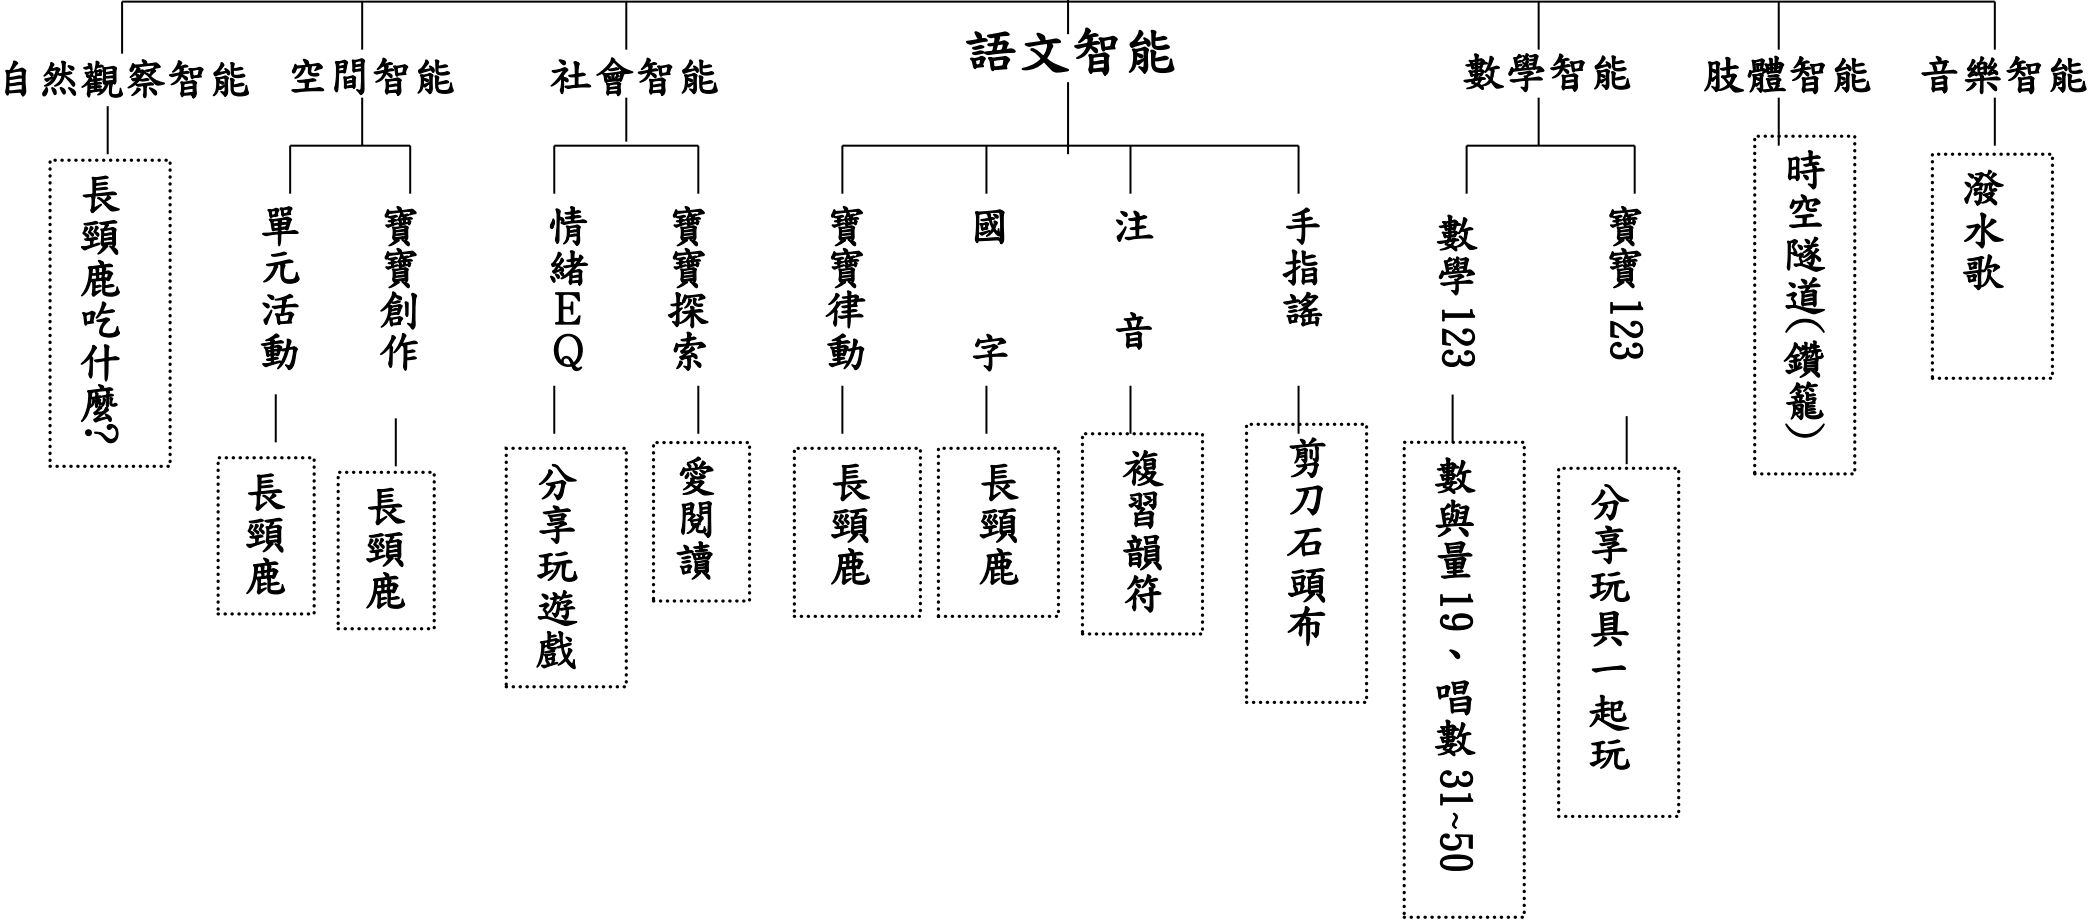 自然觀察智能
空間智能
社會智能
語文智能
數學智能
肢體智能
音樂智能
單元活動
寶寶創作
情緒EQ
寶寶探索
寶寶律動
國字
注音
手指謠
數學123
寶寶123
長頸鹿吃什麼?
長頸鹿
長頸鹿
分享玩遊戲
愛閱讀
長頸鹿
長頸鹿
複習韻符
剪刀石頭布
數與量19、唱數31~50
分享玩具一起玩
時空隧道(鑽籠)
潑水歌